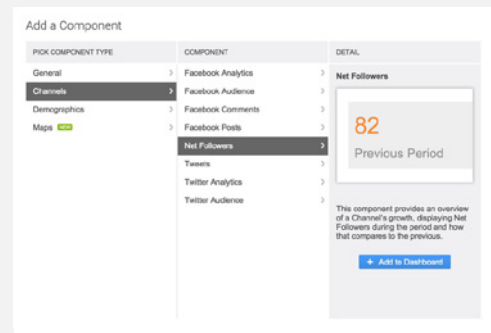 Add a Component
PICK COMPONENT TYPE
General
Channels
Demographics
Maps NEW
COMPONENT
Facebook Analytics
Facebook Audience
Facebook Comments
Facebook Posts
Net Followers
Tweets
Twitter Analytics
Twitter Audience
DETAIL
Net Followers
82
Previous Period
This component provides an overview
of a Channel's growth, displaying Net
Followers during the period and how
that compares to the previous.
+ Add to Dashboard